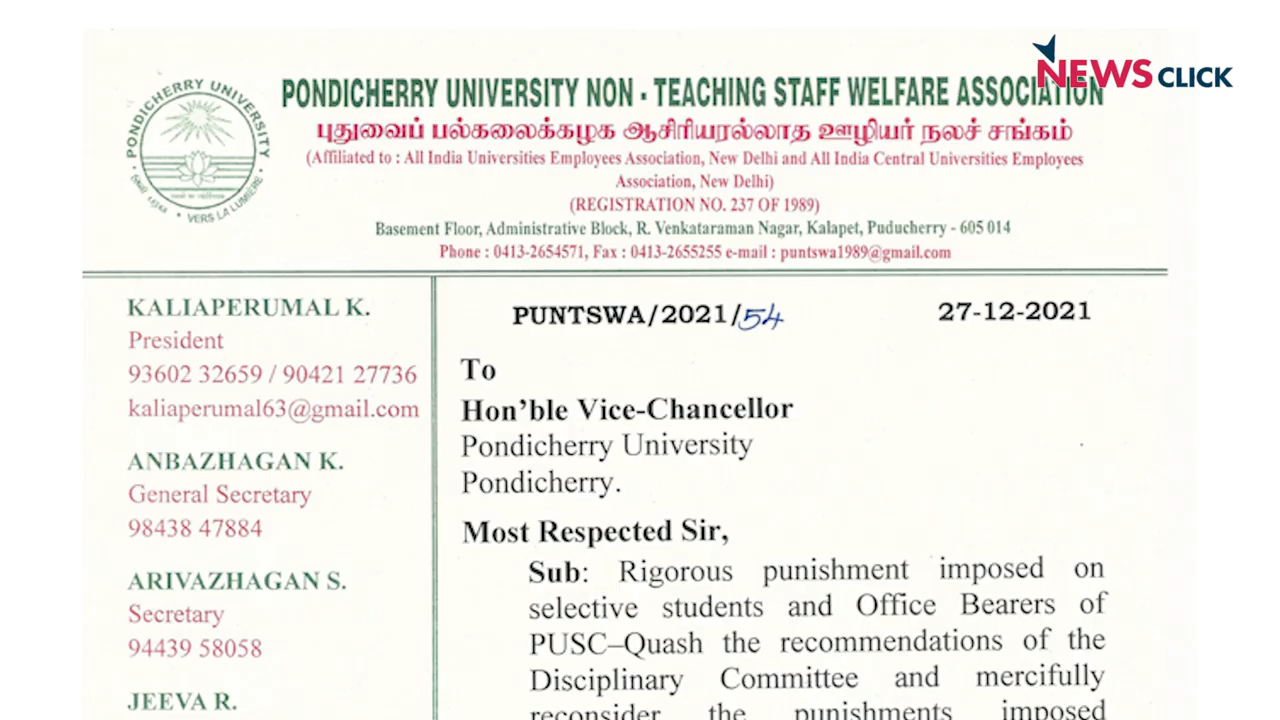 NEWS CLICK
PONDICHERRY UNIVERSITY NON - TEACHING STAFF WELFARE ASSOCIATION
புதுவைப் பல்கலைக்கழக ஆசிரியரல்லாத ஊழியர் நலச் சங்கம்
(Affiliated to : All India Universities Employees Association, New Delhi and All India Central Universities Employees
Association, New Delhi)
(REGISTRATION NO. 237 OF 1989)
Basement Floor, Administrative Block, R. Venkataraman Nagar, Kalapet, Puducherry - 605 014
Phone : 0413-2654571, Fax : 0413-2655255 e-mail : puntswa1989@gmail.com
PONDICHERRY UNIVERSITY
VERS LA LUMIERE
KALIAPERUMAL K.
President
93602 32659 / 90421 27736
kaliaperumal63@gmail.com
ANBAZHAGAN K.
General Secretary
98438 47884
ARIVAZHAGAN S.
Secretary
94439 58058
JEEVA R.
PUNTSWA/2021/54
27-12-2021
To
Hon'ble Vice-Chancellor
Pondicherry University
Pondicherry.
Most Respected Sir,
Sub: Rigorous punishment imposed on
selective students and Office Bearers of
PUSC–Quash the recommendations of the
Disciplinary Committee and mercifully
reconsider the punishments imposed